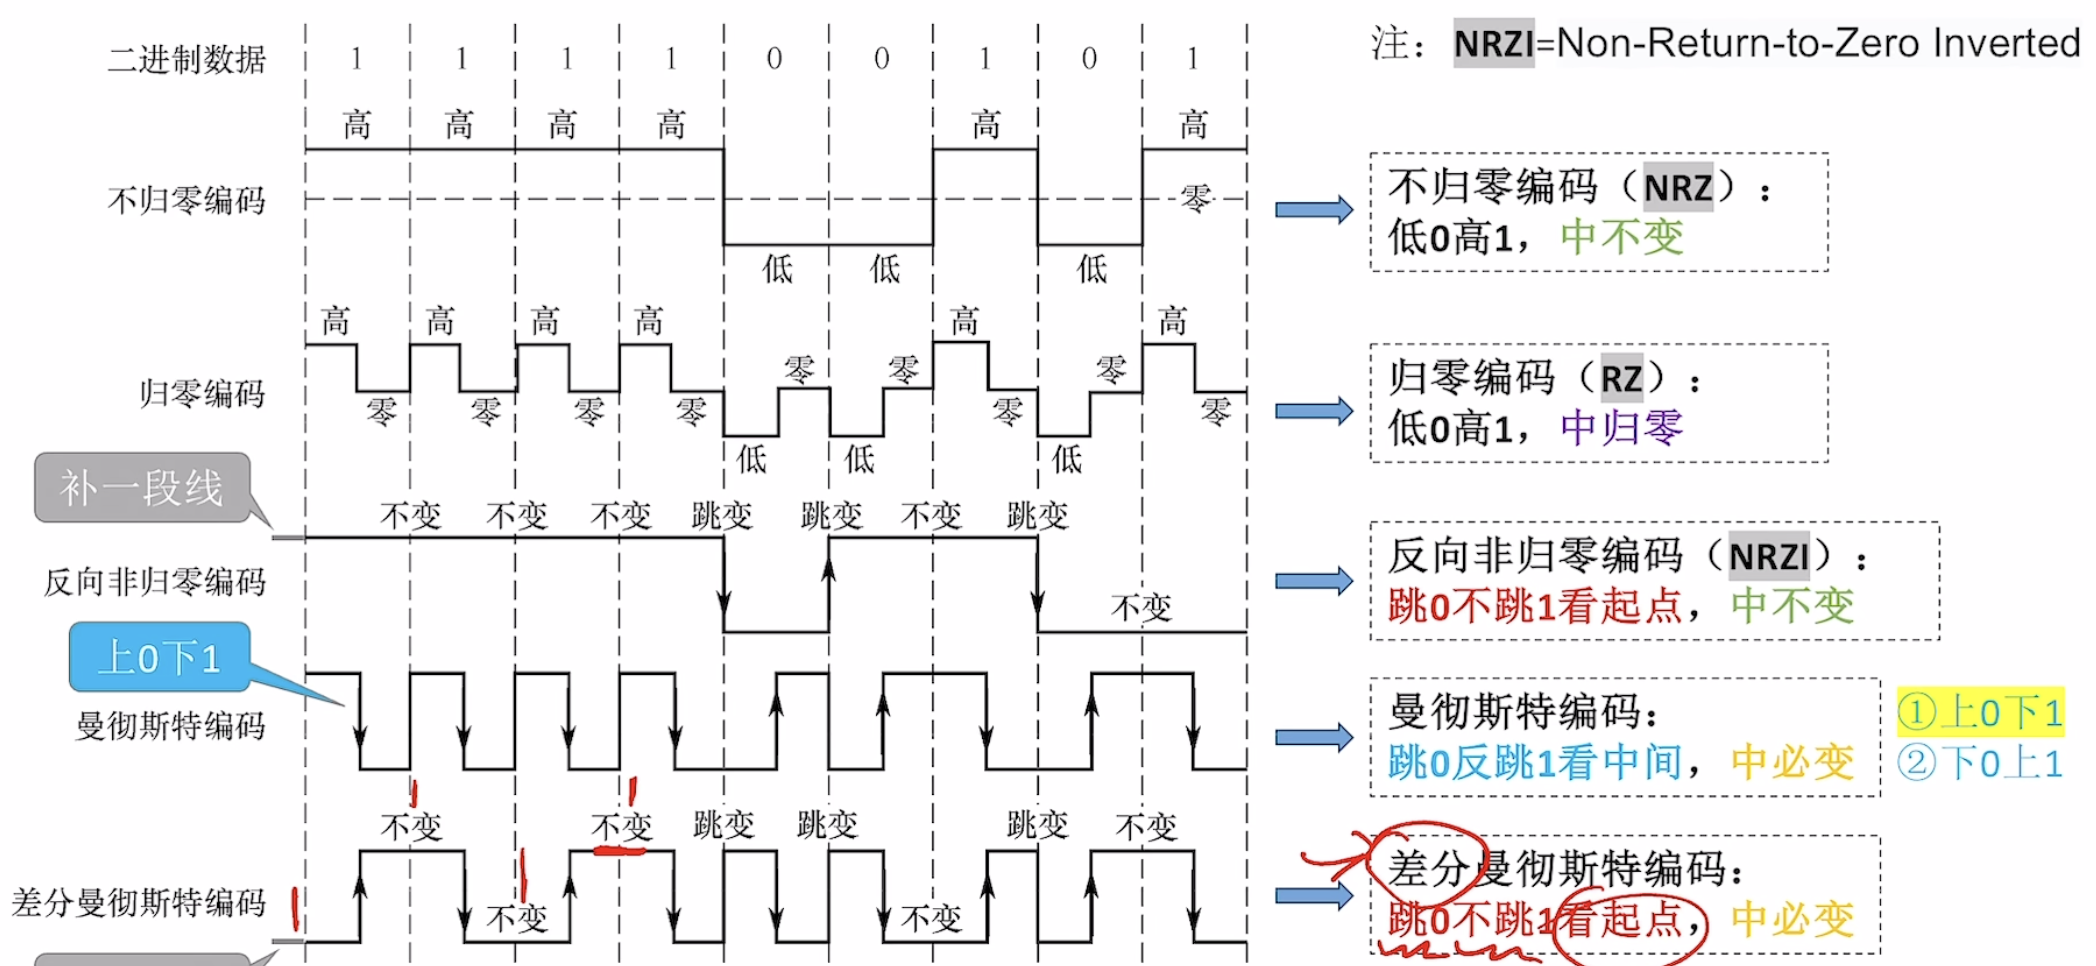 二进制数据 1 1 1 1 0 0 1 0 1
注：NRZI=Non-Return-to-Zero Inverted
高 高 高 高 高 高
不归零编码 零
低 低 低
不归零编码（NRZ）：
低0高1，中不变
高 高 高 高 高 高
零 零 零
归零编码
零 零 零 零 零 零
低 低 低
归零编码（RZ）：
低0高1，中归零
补一段线
不变 不变 不变 跳变 跳变 不变 跳变
反向非归零编码
不变
反向非归零编码（NRZI）：
跳0不跳1看起点，中不变
上0下1
曼彻斯特编码
曼彻斯特编码：
跳0反跳1看中间，中必变
①上0下1
②下0上1
不变 不变 跳变 跳变 跳变 不变
差分曼彻斯特编码
不变 不变
差分曼彻斯特编码：
跳0不跳1看起点，中必变